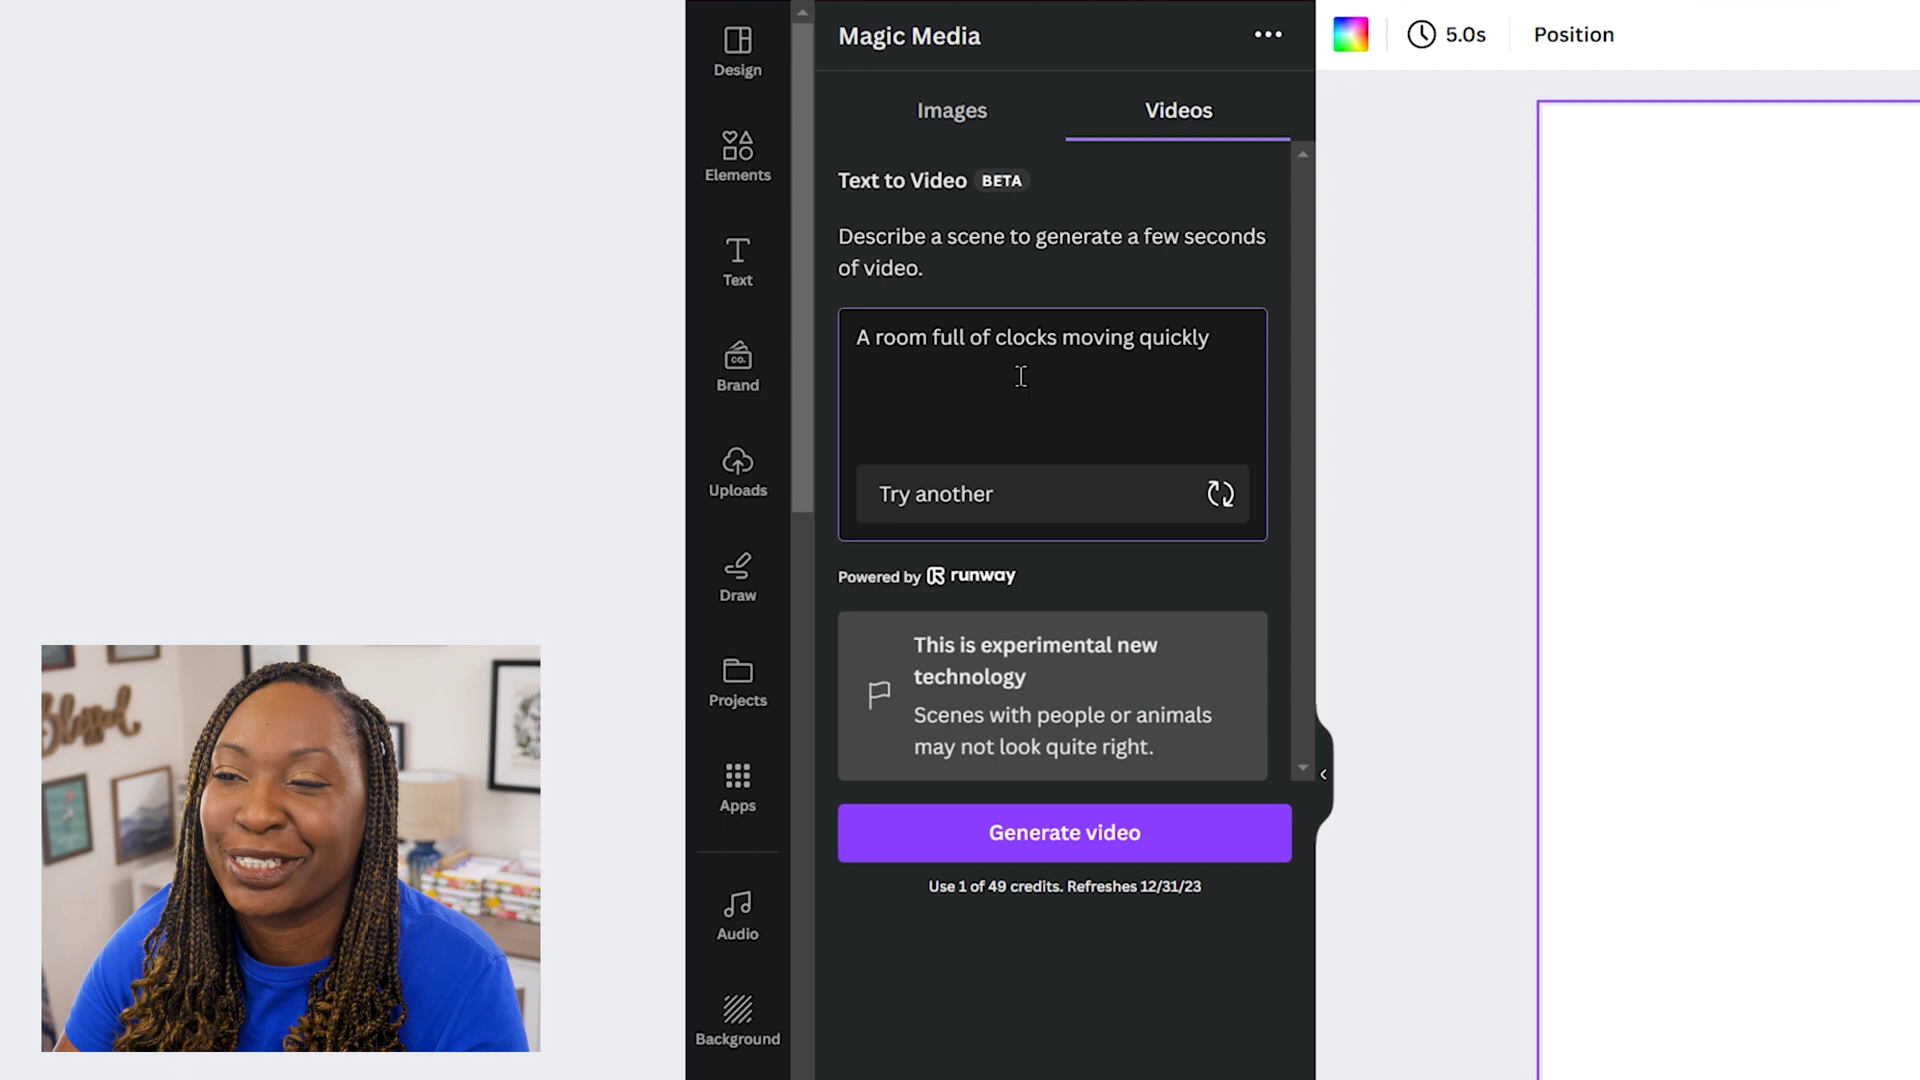 Design
Elements
Text
Brand
CO.
Uploads
Draw
Projects
Apps
Audio
Background
Magic Media
Images
Videos
Text to Video BETA
Describe a scene to generate a few seconds
of video.
A room full of clocks moving quickly
Try another
Powered by runway
This is experimental new
technology
Scenes with people or animals
may not look quite right.
Generate video
Use 1 of 49 credits. Refreshes 12/31/23
5.0s
Position
Blessed